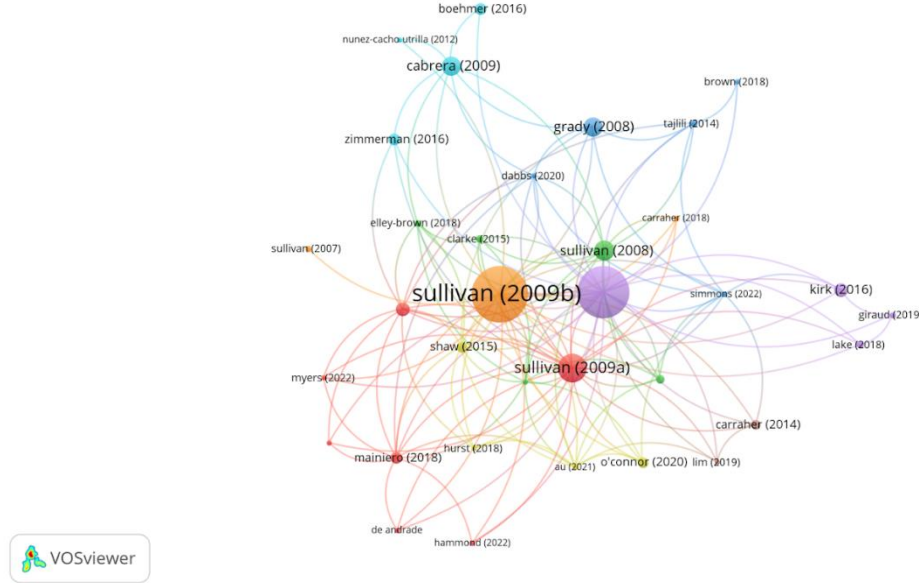 boehmer (2016)
nunez-cacho utrilla (2012)
cabrera (2009)
brown (2018)
grady (2008)
tajlili (2014)
zimmerman (2016)
dabbs (2020)
elley-brown (2018)
carraher (2018)
clarke (2015)
sullivan (2007)
sullivan (2008)
sullivan (2009b)
kirk (2016)
simmons (2022)
giraud (2019
shaw (2015)
lake (2018)
sullivan (2009a)
myers (2022)
carraher (2014)
hurst (2018)
mainiero (2018)
au (2021)
o'connor (2020)
lim (2019)
de andrade
hammond (2022)
VOSviewer